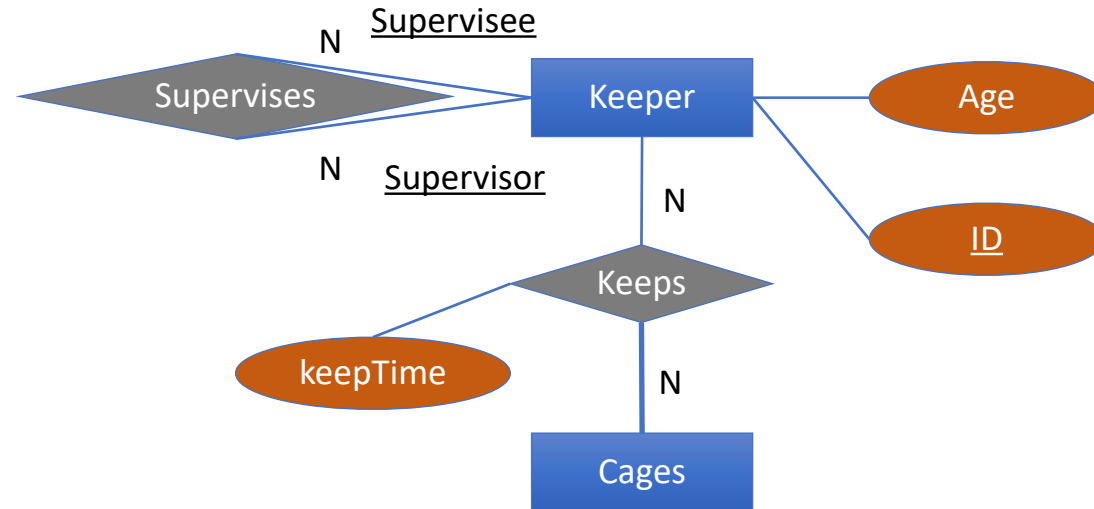 N
Supervisee
Supervises
Keeper
Age
N
Supervisor
N
ID
Keeps
keepTime
N
Cages